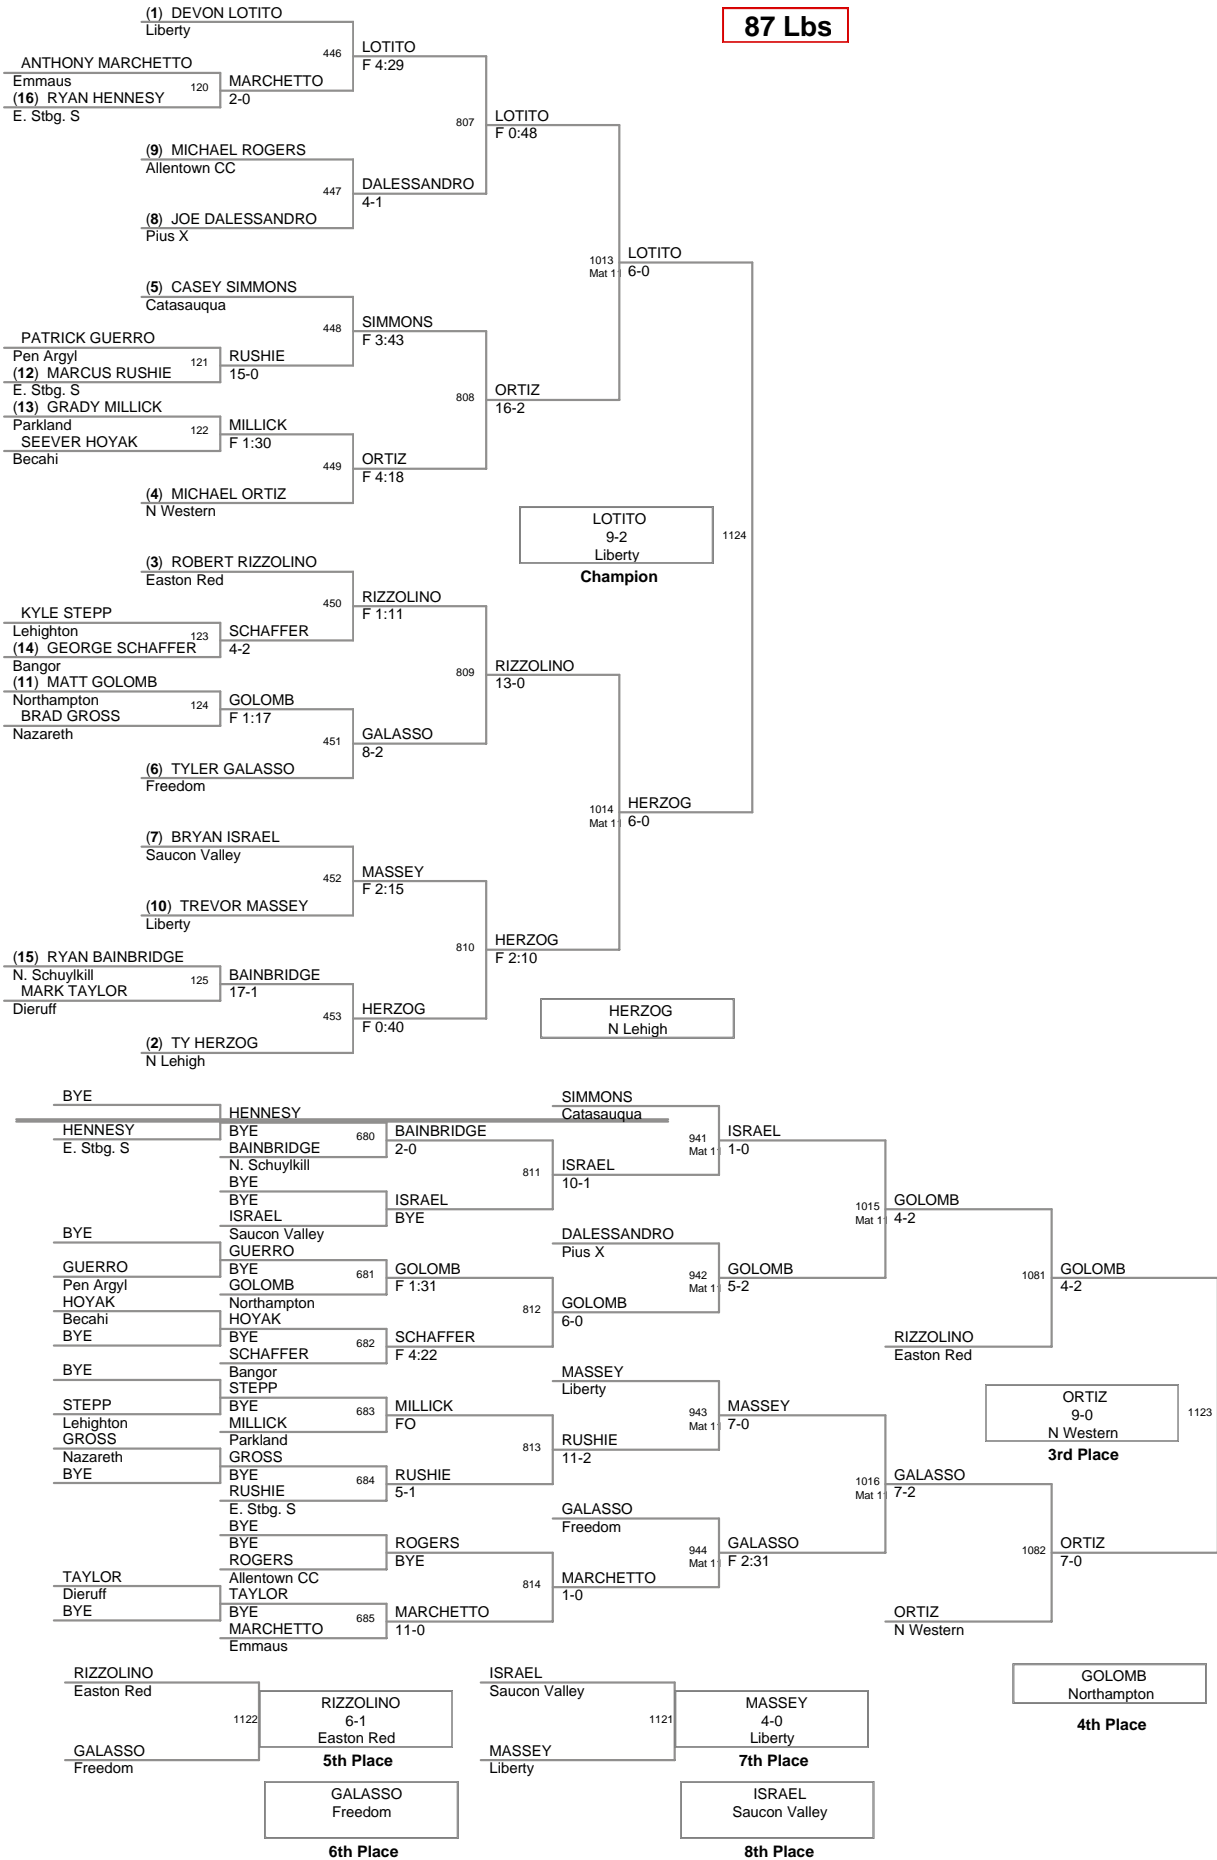 87 Lbs
(1) DEVON LOTITO
Liberty
446
LOTITO
F 4:29
ANTHONY MARCHETTO
Emmaus
120
MARCHETTO
2-0
(16) RYAN HENNESY
E. Stbg. S
807
LOTITO
F 0:48
(9) MICHAEL ROGERS
Allentown CC
447
DALESSANDRO
4-1
(8) JOE DALESSANDRO
Pius X
1013
Mat 11
LOTITO
6-0
(5) CASEY SIMMONS
Catasauqua
448
SIMMONS
F 3:43
PATRICK GUERRO
Pen Argyl
121
RUSHIE
15-0
(12) MARCUS RUSHIE
E. Stbg. S
808
ORTIZ
16-2
(13) GRADY MILLICK
Parkland
122
MILLICK
F 1:30
SEEVER HOYAK
Becahi
449
ORTIZ
F 4:18
(4) MICHAEL ORTIZ
N Western
LOTITO
9-2
Liberty
Champion
1124
(3) ROBERT RIZZOLINO
Easton Red
450
RIZZOLINO
F 1:11
KYLE STEPP
Lehighton
123
SCHAFFER
4-2
(14) GEORGE SCHAFFER
Bangor
809
RIZZOLINO
13-0
(11) MATT GOLOMB
Northampton
124
GOLOMB
F 1:17
BRAD GROSS
Nazareth
451
GALASSO
8-2
(6) TYLER GALASSO
Freedom
1014
Mat 11
HERZOG
6-0
(7) BRYAN ISRAEL
Saucon Valley
452
MASSEY
F 2:15
(10) TREVOR MASSEY
Liberty
810
HERZOG
F 2:10
(15) RYAN BAINBRIDGE
N. Schuylkill
125
BAINBRIDGE
17-1
MARK TAYLOR
Dieruff
453
HERZOG
F 0:40
(2) TY HERZOG
N Lehigh
HERZOG
N Lehigh
BYE
HENNESY
HENNESY
E. Stbg. S
BYE
680
BAINBRIDGE
2-0
BAINBRIDGE
N. Schuylkill
811
ISRAEL
10-1
BYE
BYE
ISRAEL
BYE
ISRAEL
Saucon Valley
SIMMONS
Catasauqua
941
Mat 11
ISRAEL
1-0
1015
Mat 11
GOLOMB
4-2
BYE
GUERRO
GUERRO
Pen Argyl
BYE
681
GOLOMB
F 1:31
GOLOMB
Northampton
812
GOLOMB
6-0
HOYAK
Becahi
HOYAK
BYE
BYE
682
SCHAFFER
F 4:22
SCHAFFER
Bangor
DALESSANDRO
Pius X
942
Mat 11
GOLOMB
5-2
1081
GOLOMB
4-2
RIZZOLINO
Easton Red
BYE
STEPP
STEPP
Lehighton
BYE
683
MILLICK
FO
MILLICK
Parkland
813
RUSHIE
11-2
GROSS
Nazareth
GROSS
BYE
BYE
684
RUSHIE
5-1
RUSHIE
E. Stbg. S
MASSEY
Liberty
943
Mat 11
MASSEY
7-0
1016
Mat 11
GALASSO
7-2
ORTIZ
9-0
N Western
3rd Place
1123
BYE
BYE
ROGERS
BYE
ROGERS
Allentown CC
814
MARCHETTO
1-0
TAYLOR
Dieruff
TAYLOR
BYE
BYE
685
MARCHETTO
11-0
MARCHETTO
Emmaus
GALASSO
Freedom
944
Mat 11
GALASSO
F 2:31
1082
ORTIZ
7-0
ORTIZ
N Western
RIZZOLINO
Easton Red
1122
RIZZOLINO
6-1
Easton Red
5th Place
GALASSO
Freedom
GALASSO
Freedom
6th Place
ISRAEL
Saucon Valley
1121
MASSEY
4-0
Liberty
7th Place
MASSEY
Liberty
ISRAEL
Saucon Valley
8th Place
GOLOMB
Northampton
4th Place